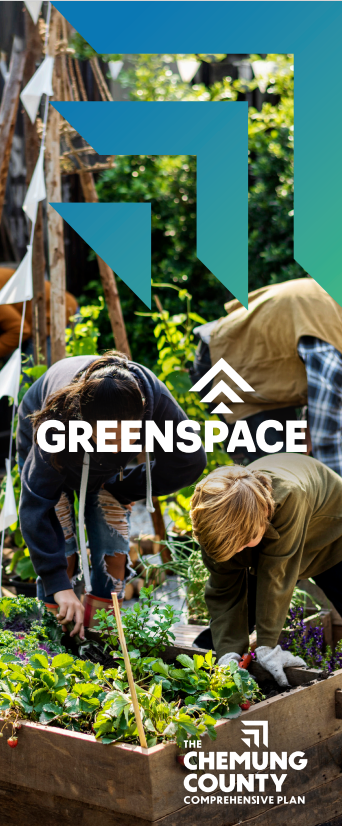 GREENSPACE
THE
CHEMUNG
COUNTY
COMPREHENSIVE PLAN